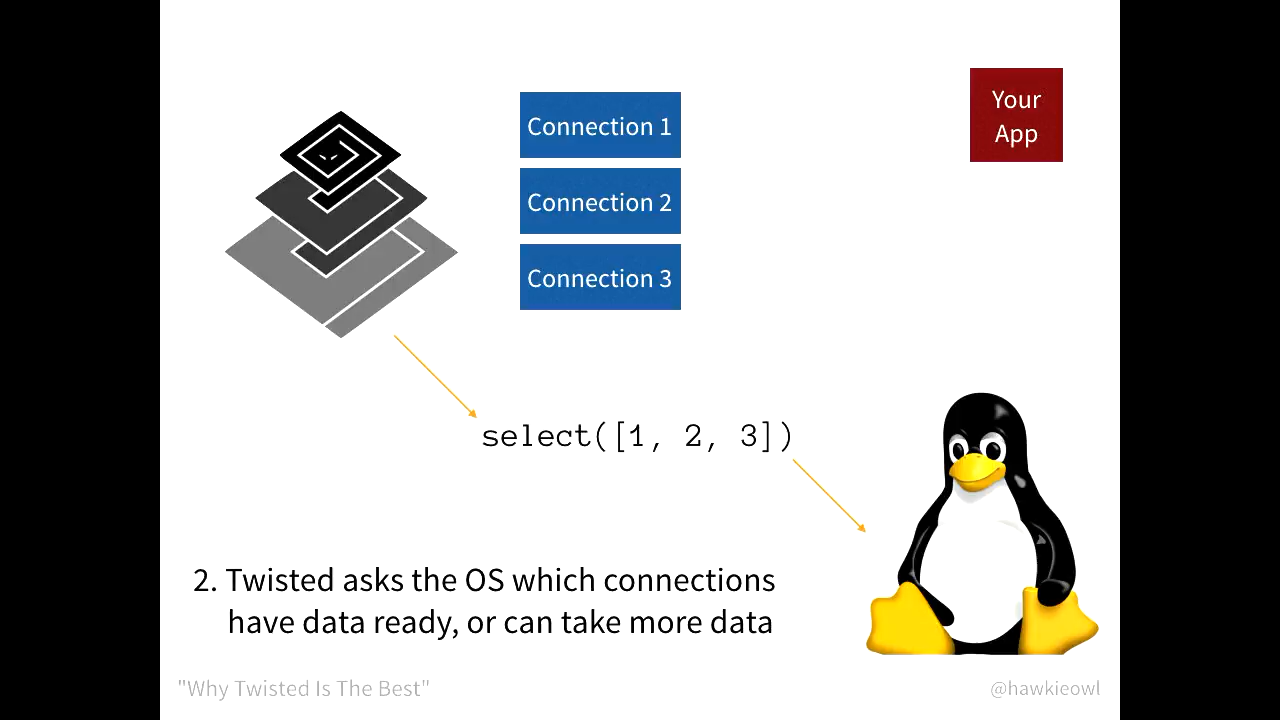 Connection 1
Your
App
Connection 2
Connection 3
select([1, 2, 3])
2. Twisted asks the OS which connections
have data ready, or can take more data
"Why Twisted Is The Best"
@hawkieowl